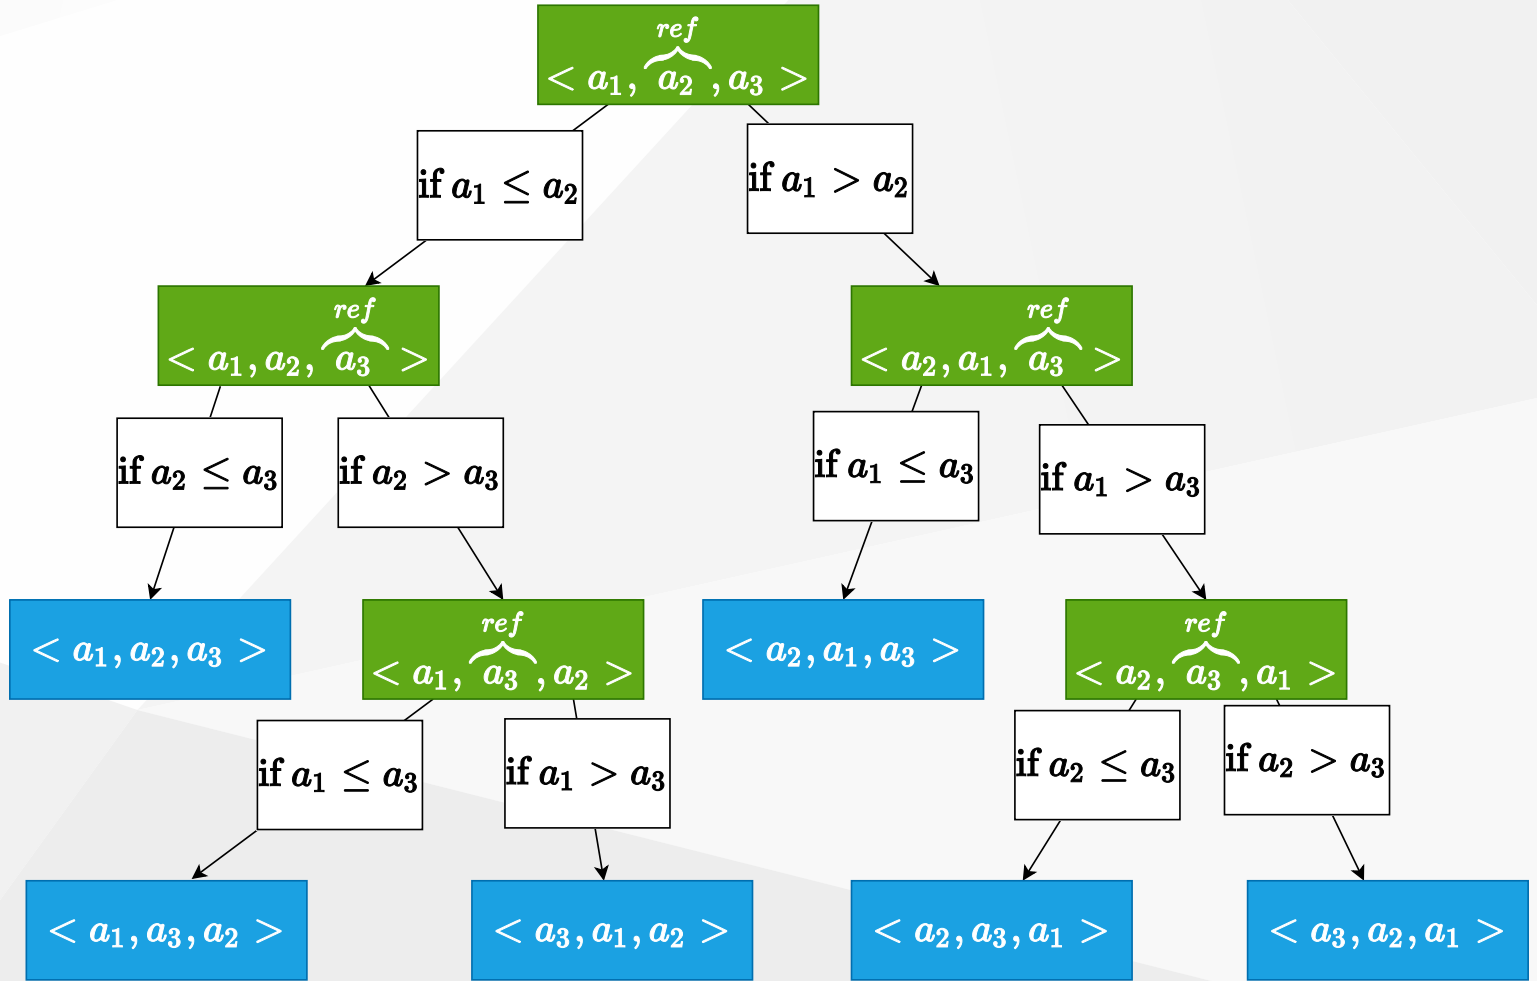 ref
< a₁, a₂, a₃ >
if a₁ ≤ a₂
if a₁ > a₂
ref
< a₁, a₂, a₃ >
ref
< a₂, a₁, a₃ >
if a₂ ≤ a₃
if a₂ > a₃
if a₁ ≤ a₃
if a₁ > a₃
< a₁, a₂, a₃ >
ref
< a₁, a₃, a₂ >
< a₂, a₁, a₃ >
ref
< a₂, a₃, a₁ >
if a₁ ≤ a₃
if a₁ > a₃
if a₂ ≤ a₃
if a₂ > a₃
< a₁, a₃, a₂ >
< a₃, a₁, a₂ >
< a₂, a₃, a₁ >
< a₃, a₂, a₁ >